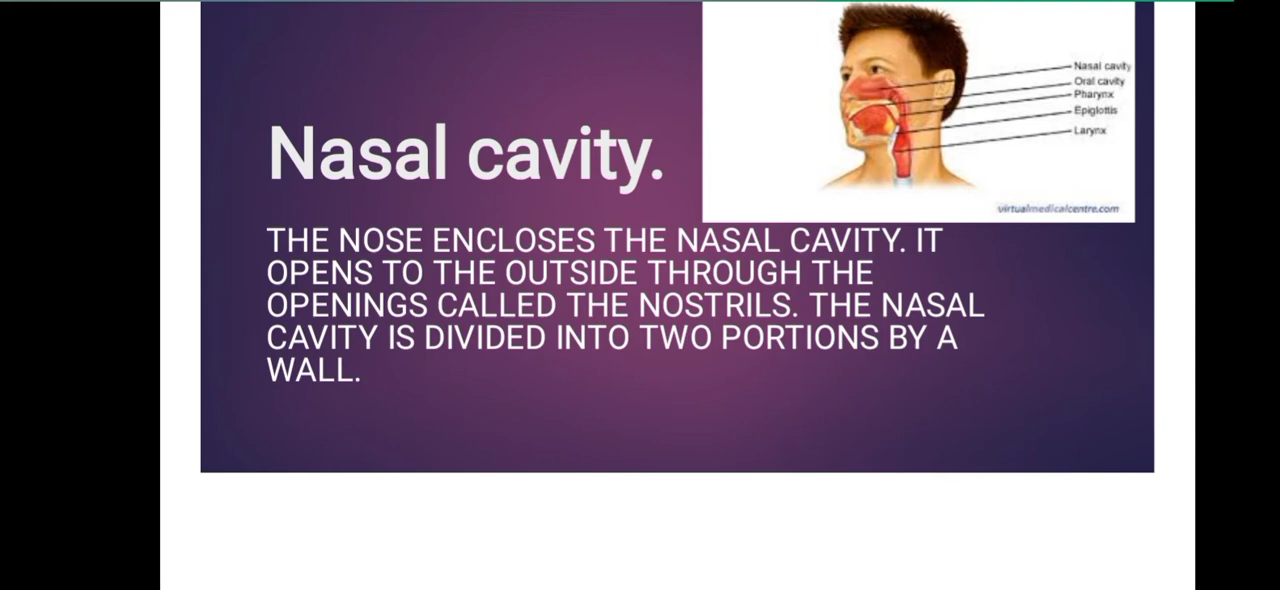 Nasal cavity.
Nasal cavity
Oral cavity
Pharynx
Epiglottis
Larynx
virtualmedicalcentre.com
THE NOSE ENCLOSES THE NASAL CAVITY. IT
OPENS TO THE OUTSIDE THROUGH THE
OPENINGS CALLED THE NOSTRILS. THE NASAL
CAVITY IS DIVIDED INTO TWO PORTIONS BY A
WALL.